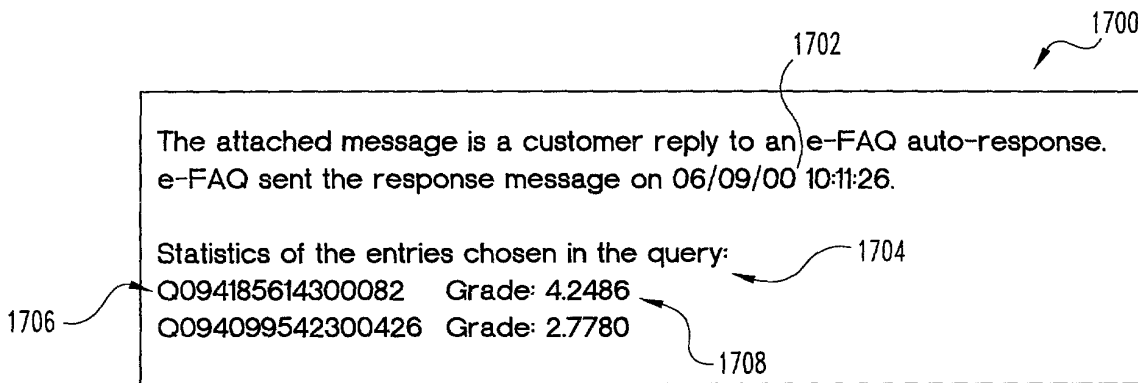 1700
1702
The attached message is a customer reply to an e-FAQ auto-response.
e-FAQ sent the response message on 06/09/00 10:11:26.
Statistics of the entries chosen in the query:
1704
1706
Q094185614300082 Grade: 4.2486
Q094099542300426 Grade: 2.7780
1708